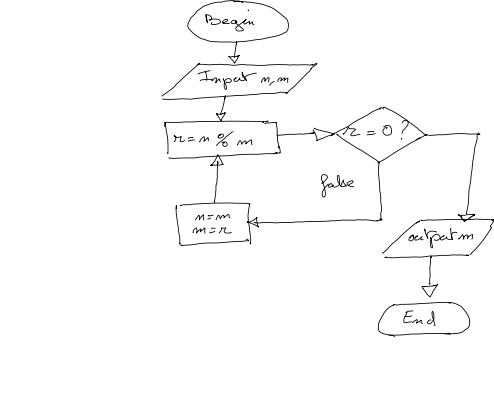 Begin
Input n,m
r=n%m
r=0?
false
n=m
m=r
output m
End